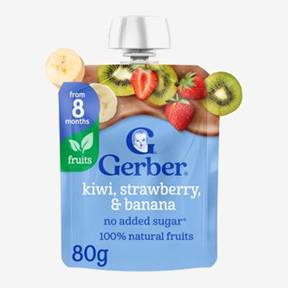 from
8
months
fruits
G
Gerber®
kiwi, strawberry,
& banana
no added sugar*
100% natural fruits
80g